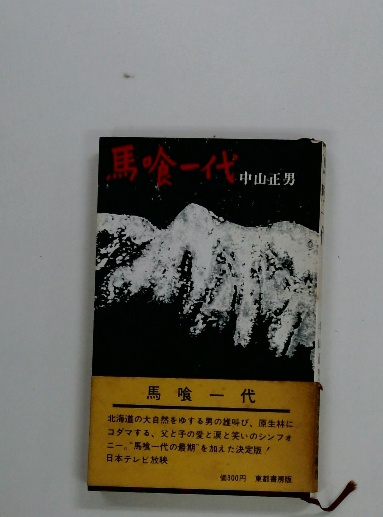 馬喰一代
中山正男
馬喰一代
北海道の大自然をゆする男の雄叫び、原生林に
コダマする、父と子の愛と涙と笑いのシンフォ
ニー。"馬喰一代の最期"を加えた決定版！
日本テレビ放映
価300円 東都書房版